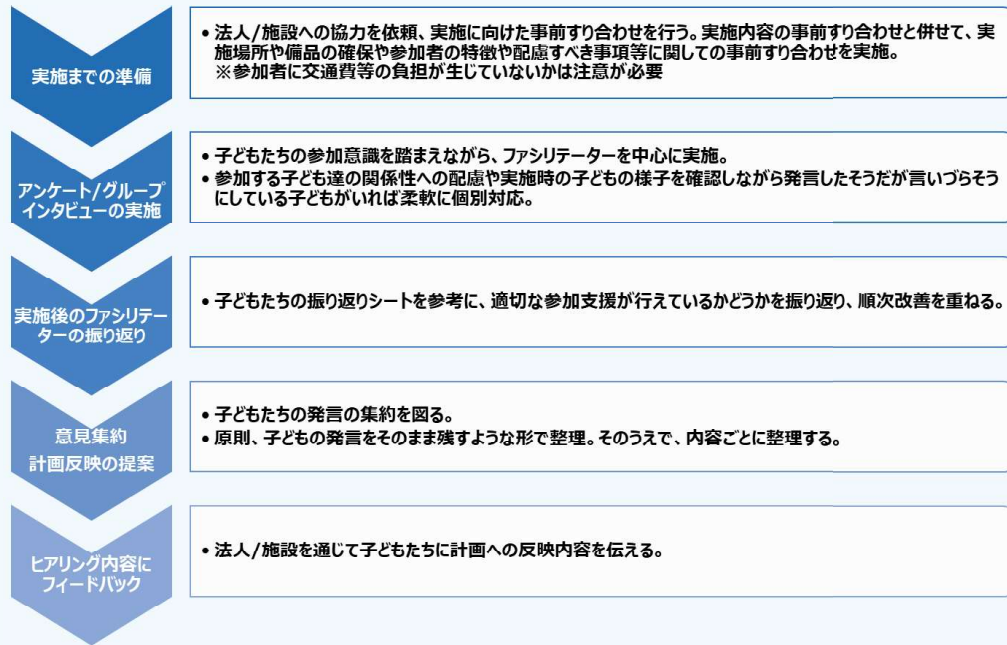 実施までの準備
• 法人/施設への協力を依頼、実施に向けた事前すり合わせを行う。実施内容の事前すり合わせと併せて、実
施場所や備品の確保や参加者の特徴や配慮すべき事項等に関しての事前すり合わせを実施。
※参加者に交通費等の負担が生じていないかは注意が必要
アンケート/グループ
インタビューの実施
• 子どもたちの参加意識を踏まえながら、ファシリテーターを中心に実施。
• 参加する子ども達の関係性への配慮や実施時の子どもの様子を確認しながら発言したそうだが言いづらそう
にしている子どもがいれば柔軟に個別対応。
実施後のファシリテー
ターの振り返り
• 子どもたちの振り返りシートを参考に、適切な参加支援が行えているかどうかを振り返り、順次改善を重ねる。
意見集約
計画反映の提案
• 子どもたちの発言の集約を図る。
• 原則、子どもの発言をそのまま残すような形で整理。そのうえで、内容ごとに整理する。
ヒアリング内容に
フィードバック
• 法人/施設を通じて子どもたちに計画への反映内容を伝える。